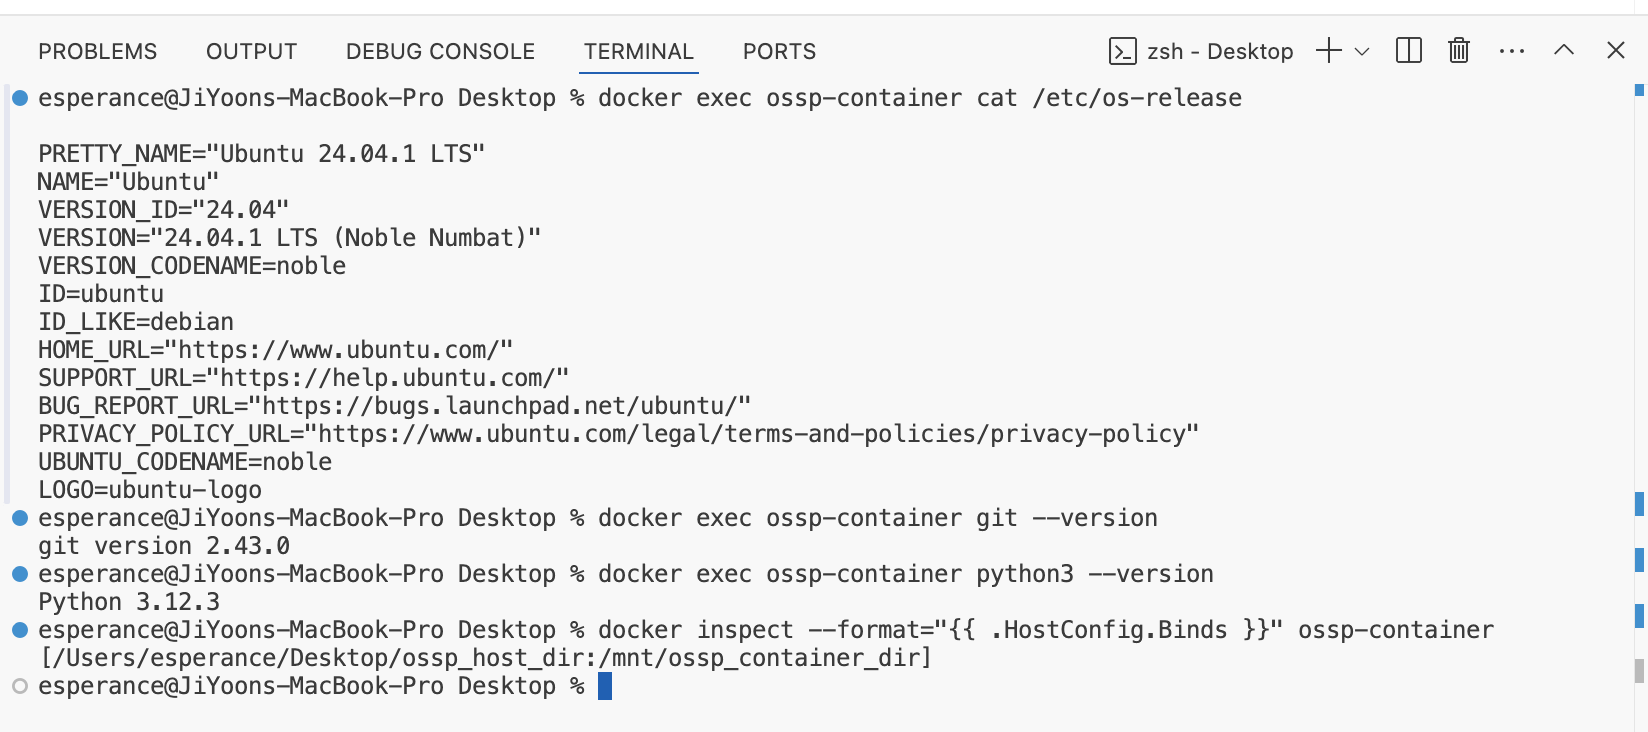 PROBLEMS OUTPUT DEBUG CONSOLE TERMINAL PORTS zsh - Desktop
esperance@JiYoons-MacBook-Pro Desktop % docker exec ossp-container cat /etc/os-release
PRETTY_NAME="Ubuntu 24.04.1 LTS"
NAME="Ubuntu"
VERSION_ID="24.04"
VERSION="24.04.1 LTS (Noble Numbat)"
VERSION_CODENAME=noble
ID=ubuntu
ID_LIKE=debian
HOME_URL="https://www.ubuntu.com/"
SUPPORT_URL="https://help.ubuntu.com/"
BUG_REPORT_URL="https://bugs.launchpad.net/ubuntu/"
PRIVACY_POLICY_URL="https://www.ubuntu.com/legal/terms-and-policies/privacy-policy"
UBUNTU_CODENAME=noble
LOGO=ubuntu-logo
esperance@JiYoons-MacBook-Pro Desktop % docker exec ossp-container git --version
git version 2.43.0
esperance@JiYoons-MacBook-Pro Desktop % docker exec ossp-container python3 --version
Python 3.12.3
esperance@JiYoons-MacBook-Pro Desktop % docker inspect --format="{{ .HostConfig.Binds }}" ossp-container
[/Users/esperance/Desktop/ossp_host_dir:/mnt/ossp_container_dir]
esperance@JiYoons-MacBook-Pro Desktop %